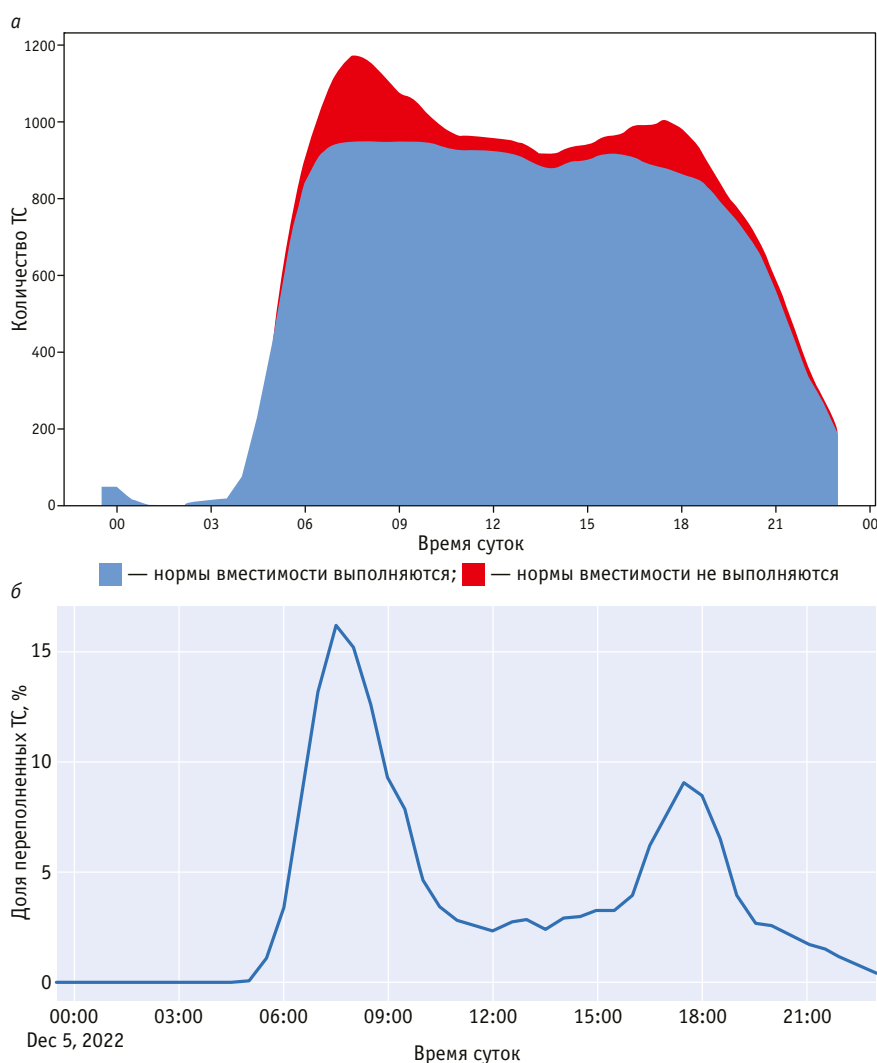 а
1200
1000
800
600
400
200
0
Количество ТС
00 03 06 09 12 15 18 21 00
Время суток
— нормы вместимости выполняются; — нормы вместимости не выполняются
б
15
10
5
0
Доля переполненных ТС, %
00:00 03:00 06:00 09:00 12:00 15:00 18:00 21:00
Dec 5, 2022
Время суток